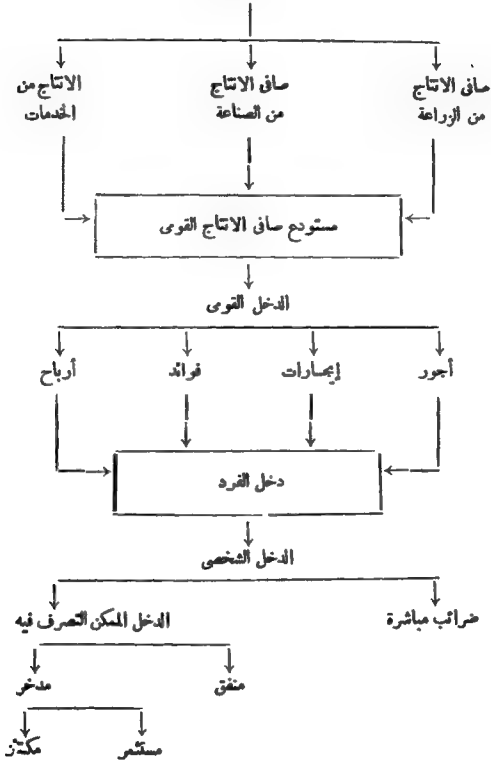 صافى الانتاج
من الزراعة
صافى الانتاج
من الصناعة
الانتاج من
الخدمات
مستودع صافى الانتاج القومى
الدخل القومى
أجور
إيجارات
فوائد
أرباح
دخل الفرد
الدخل الشخصى
ضرائب مباشرة
الدخل الممكن التصرف فيه
منفق
مدخر
مستثمر
مكتنز